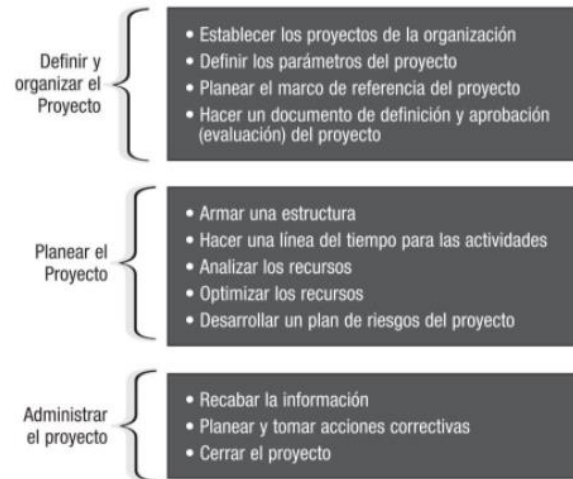 Definir y
organizar el
Proyecto
• Establecer los proyectos de la organización
• Definir los parámetros del proyecto
• Planear el marco de referencia del proyecto
• Hacer un documento de definición y aprobación
(evaluación) del proyecto
Planear el
Proyecto
• Armar una estructura
• Hacer una línea del tiempo para las actividades
• Analizar los recursos
• Optimizar los recursos
• Desarrollar un plan de riesgos del proyecto
Administrar
el proyecto
• Recabar la información
• Planear y tomar acciones correctivas
• Cerrar el proyecto